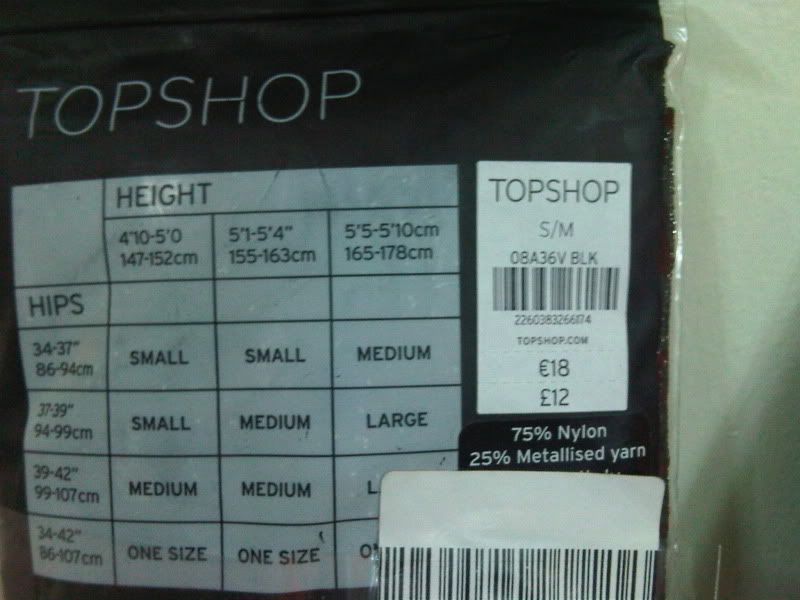 TOPSHOP
HEIGHT
4'10-5'0 5'1-5'4" 5'5-5'10cm
147-152cm 155-163cm 165-178cm
HIPS
34-37" SMALL SMALL MEDIUM
86-94cm
37-39" SMALL MEDIUM LARGE
94-99cm
39-42" MEDIUM MEDIUM
99-107cm
34-42" ONE SIZE ONE SIZE
86-107cm
TOPSHOP
S/M
08A36V BLK
2260383266174
TOPSHOP.COM
€18
£12
75% Nylon
25% Metallised yarn